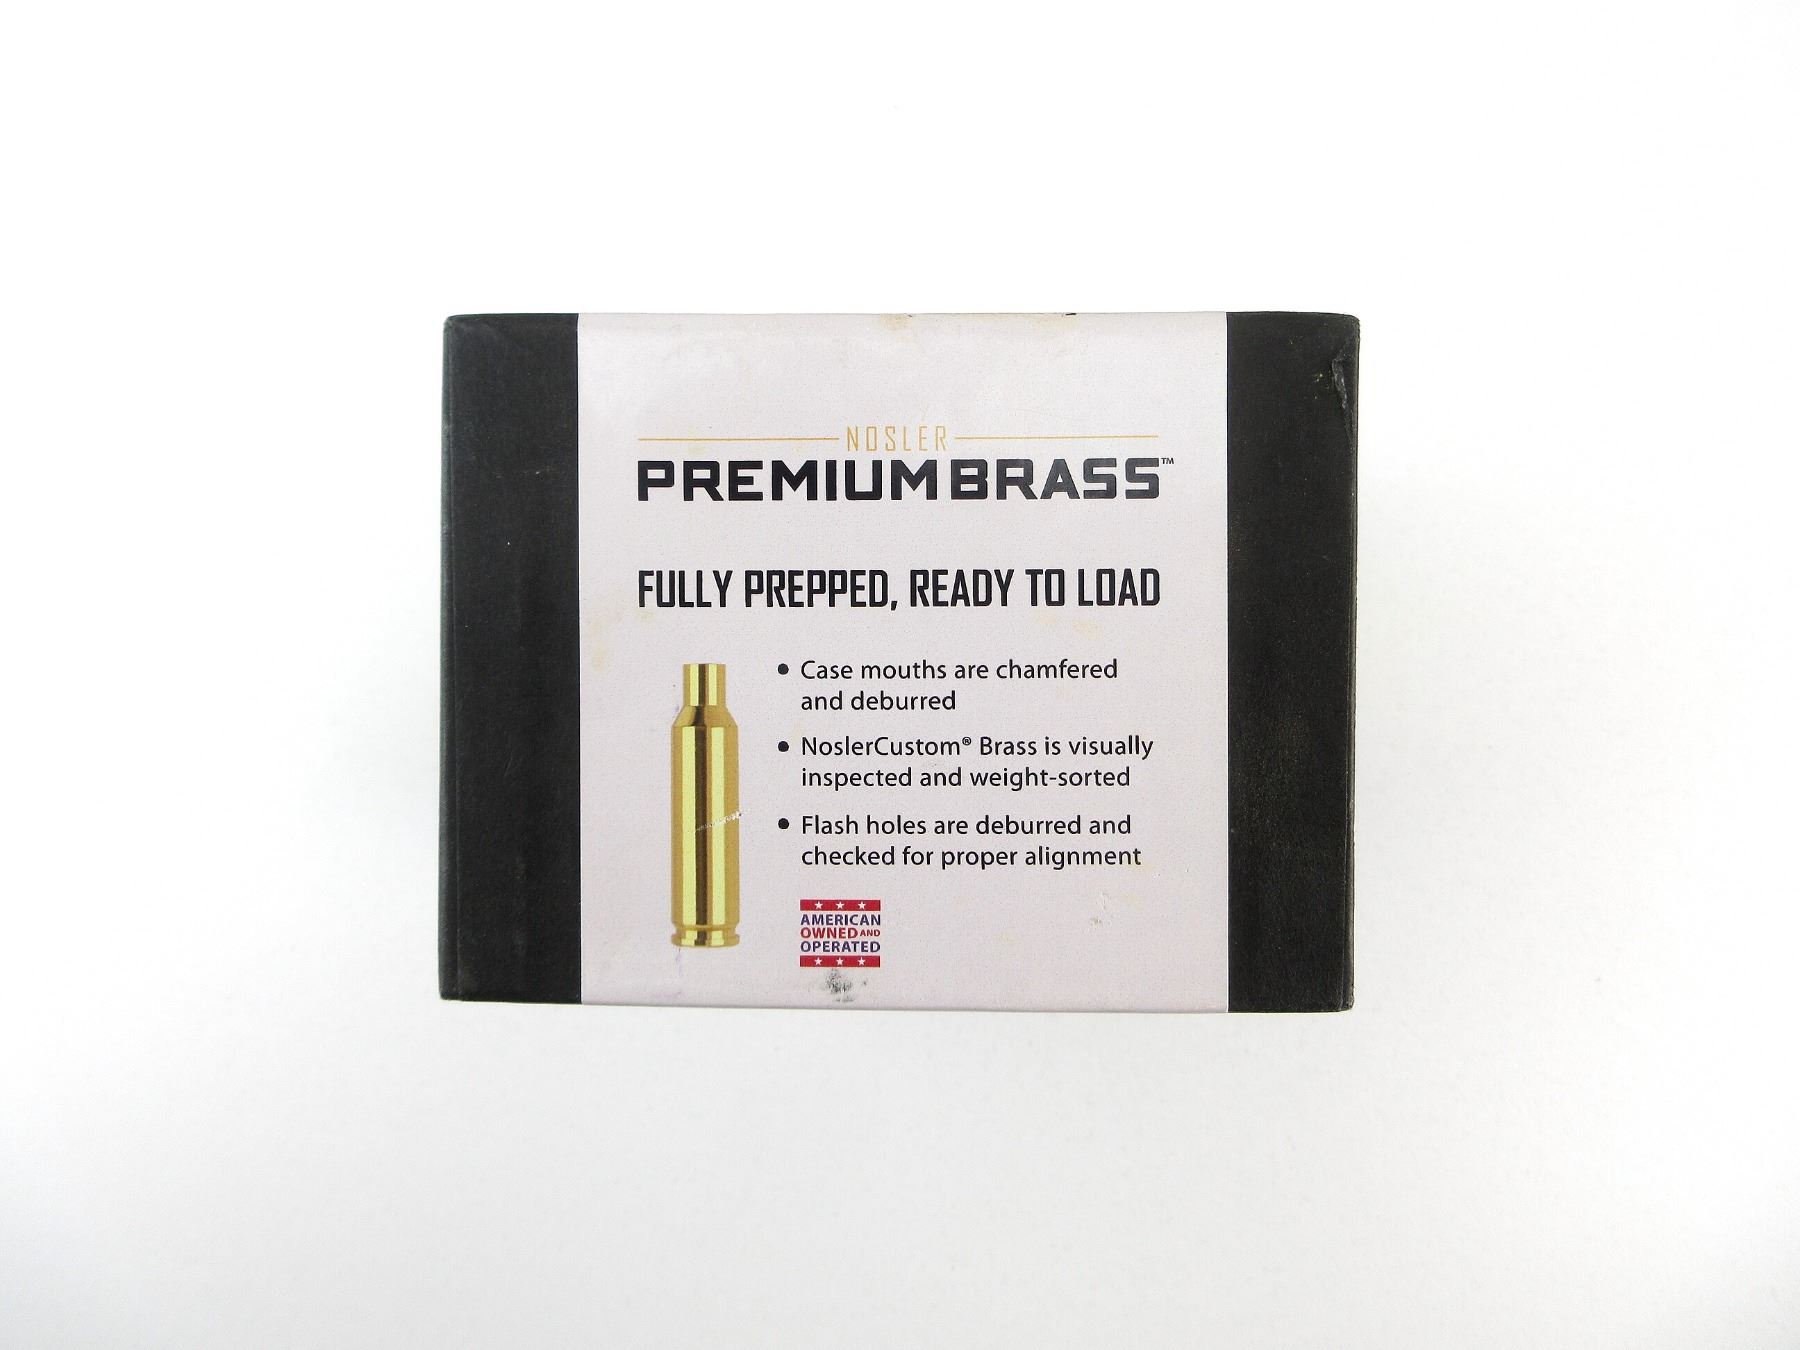 NOSLER
PREMIUMBRASS™
FULLY PREPPED, READY TO LOAD
• Case mouths are chamfered
and deburred
• NoslerCustom® Brass is visually
inspected and weight-sorted
• Flash holes are deburred and
checked for proper alignment
AMERICAN
OWNED AND
OPERATED